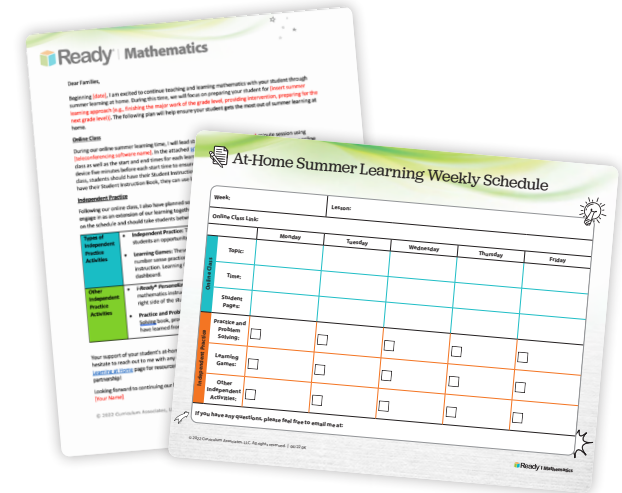 Ready | Mathematics
Dear Families,
Beginning [date], I am excited to continue teaching and learning mathematics with your student through
summer learning at home. During this time, we will focus on preparing your student for [insert summer
learning approach (e.g., finishing the major work of the grade level, providing intervention, preparing for the
next grade level)]. The following plan will help ensure your student gets the most out of summer learning at
home.
Online Class
During our online summer learning time, I will lead
minute session using
[teleconferencing software name]. In the attached
class as well as the start and end times for each
device five minutes before each start time to
class, students should have their Student
have their Student Instruction Book, they can use
Independent Practice
Following our online class, I also have planned
engage in as an extension of our learning
on the schedule and should take students
Types of
Independent
Practice
Activities
• Independent Practice:
students an opportunity
• Learning Games:
number sense
instruction. Learning
dashboard.
Other
Independent
Practice
Activities
• i-Ready
mathematics
right side of the
• Practice and
Solving book,
have learned from
Your support of your student's
hesitate to reach out to me with any
Learning at Home page for
partnership!
Looking forward to continuing our
[Your Name]
© 2022 Curriculum Associates,
At-Home Summer Learning Weekly Schedule
Week:
Lesson:
Online Class Link:
Monday Tuesday Wednesday Thursday Friday
Online Class
Topic:
Time:
Student
Pages:
Independent Practice
Practice and
Problem
Solving:
Learning
Games:
Other
Independent
Activities:
If you have any questions, please feel free to email me at:
© 2022 Curriculum Associates, LLC. All rights reserved. |
Ready | Mathematics